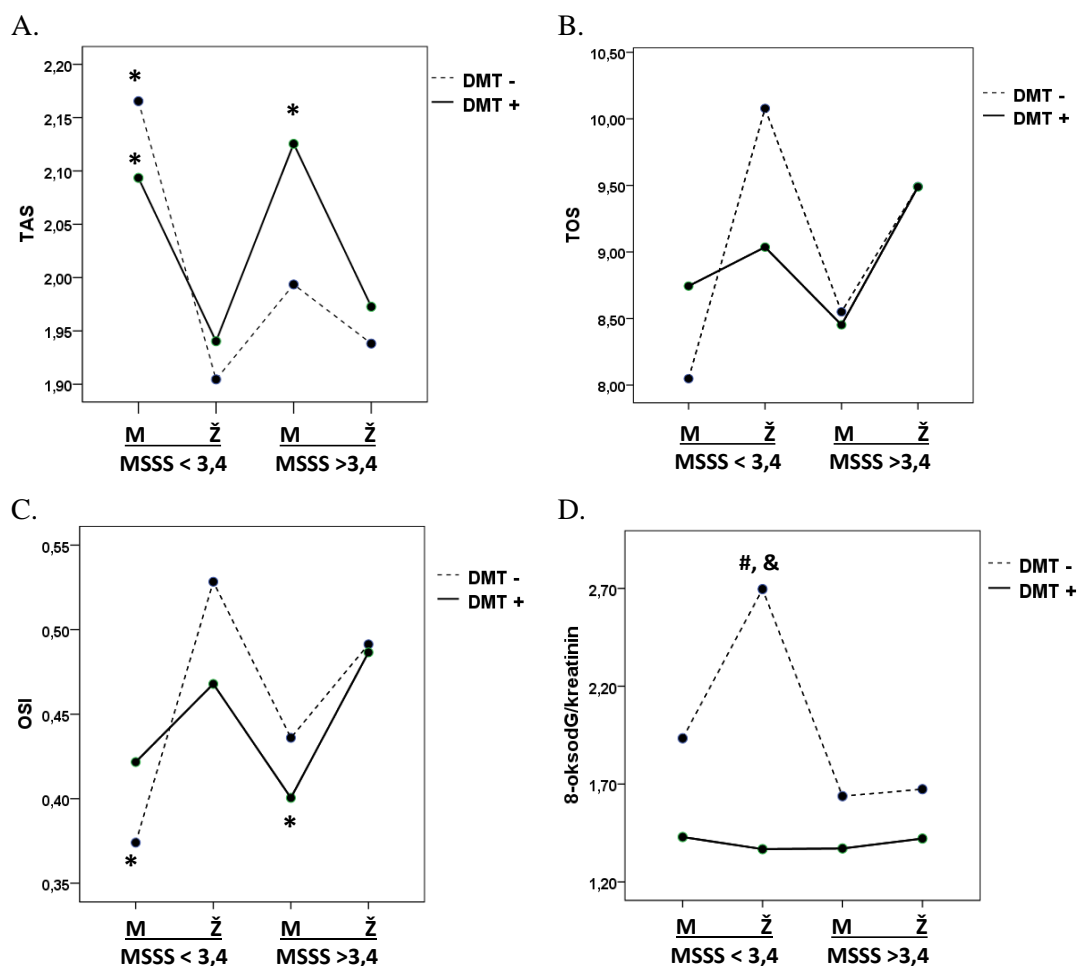 A.
TAS
2,20
2,15
2,10
2,05
2,00
1,95
1,90
*
*
*
DMT -
DMT +
M Ž M Ž
MSSS < 3,4 MSSS >3,4
B.
TOS
10,50
10,00
9,50
9,00
8,50
8,00
DMT -
DMT +
M Ž M Ž
MSSS < 3,4 MSSS >3,4
C.
OSI
0,55
0,50
0,45
0,40
0,35
*
*
DMT -
DMT +
M Ž M Ž
MSSS < 3,4 MSSS >3,4
D.
8-oksodG/kreatinin
2,70
2,20
1,70
1,20
#, &
DMT -
DMT +
M Ž M Ž
MSSS < 3,4 MSSS >3,4